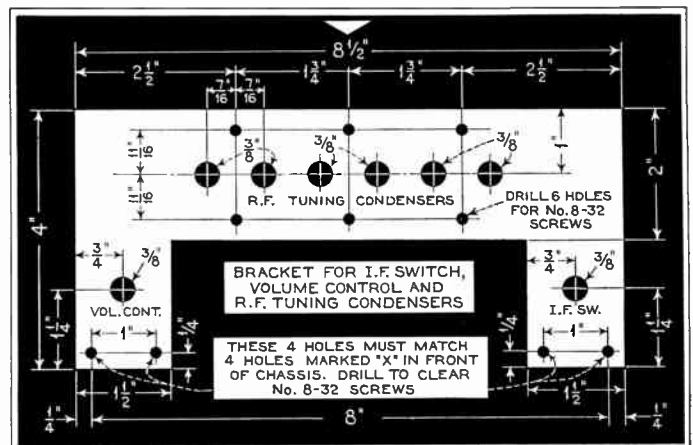 8 1/2"
2 1/2" 1 3/4" 1 3/4" 2 1/2"
7/16" 7/16"
3/8" 3/8" 3/8" 3/8"
1"
11/16"
11/16"
2"
4"
R.F. TUNING CONDENSERS
DRILL 6 HOLES
FOR No. 8-32
SCREWS
3/4" 3/8"
VOL. CONT.
1"
1 1/4"
1/4"
BRACKET FOR I.F. SWITCH,
VOLUME CONTROL AND
R.F. TUNING CONDENSERS
3/4" 3/8"
I.F. SW.
1"
1/4"
1 1/4"
THESE 4 HOLES MUST MATCH
4 HOLES MARKED "X" IN FRONT
OF CHASSIS. DRILL TO CLEAR
No. 8-32 SCREWS
1 1/2" 1 1/2"
1/4" 8" 1/4"